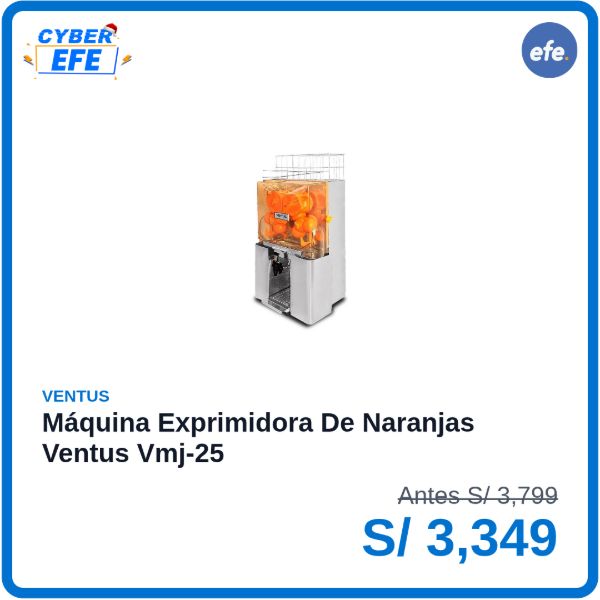 CYBER
EFE
efe.
VENTUS
Máquina Exprimidora De Naranjas
Ventus Vmj-25
Antes S/ 3,799
S/ 3,349